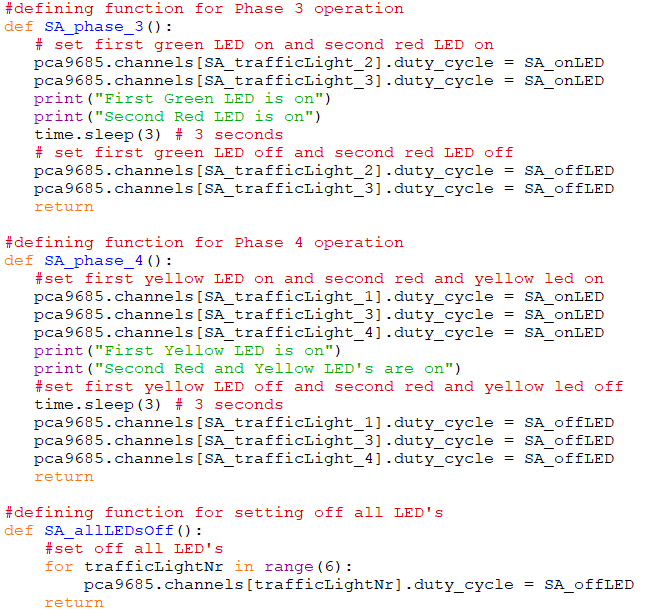 #defining function for Phase 3 operation
def SA_phase_3():
    # set first green LED on and second red LED on
    pca9685.channels[SA_trafficLight_2].duty_cycle = SA_onLED
    pca9685.channels[SA_trafficLight_3].duty_cycle = SA_onLED
    print("First Green LED is on")
    print("Second Red LED is on")
    time.sleep(3) # 3 seconds
    # set first green LED off and second red LED off
    pca9685.channels[SA_trafficLight_2].duty_cycle = SA_offLED
    pca9685.channels[SA_trafficLight_3].duty_cycle = SA_offLED
    return

#defining function for Phase 4 operation
def SA_phase_4():
    #set first yellow LED on and second red and yellow led on
    pca9685.channels[SA_trafficLight_1].duty_cycle = SA_onLED
    pca9685.channels[SA_trafficLight_3].duty_cycle = SA_onLED
    pca9685.channels[SA_trafficLight_4].duty_cycle = SA_onLED
    print("First Yellow LED is on")
    print("Second Red and Yellow LED's are on")
    #set first yellow LED off and second red and yellow led off
    time.sleep(3) # 3 seconds
    pca9685.channels[SA_trafficLight_1].duty_cycle = SA_offLED
    pca9685.channels[SA_trafficLight_3].duty_cycle = SA_offLED
    pca9685.channels[SA_trafficLight_4].duty_cycle = SA_offLED
    return

#defining function for setting off all LED's
def SA_allLEDsOff():
    #set off all LED's
    for trafficLightNr in range(6):
        pca9685.channels[trafficLightNr].duty_cycle = SA_offLED
    return